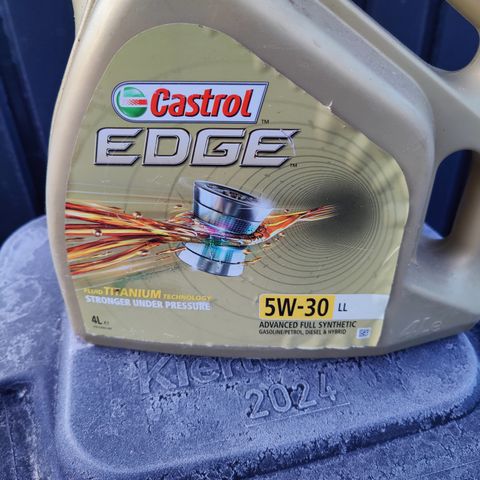 Castrol
EDGE
FLUID TITANIUM TECHNOLOGY
STRONGER UNDER PRESSURE
4L e
5W-30 LL
ADVANCED FULL SYNTHETIC
GASOLINE/PETROL, DIESEL & HYBRID
2024